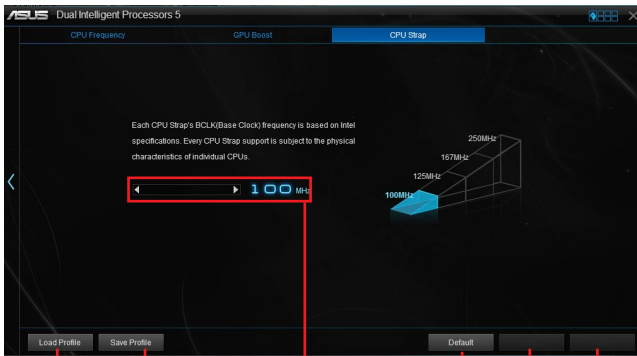 ASUS Dual Intelligent Processors 5
CPU Frequency
GPU Boost
CPU Strap
Each CPU Strap's BCLK(Base Clock) frequency is based on Intel
specifications. Every CPU Strap support is subject to the physical
characteristics of individual CPUs.
100 MHz
250MHz
167MHz
125MHz
100MHz
Load Profile
Save Profile
Default